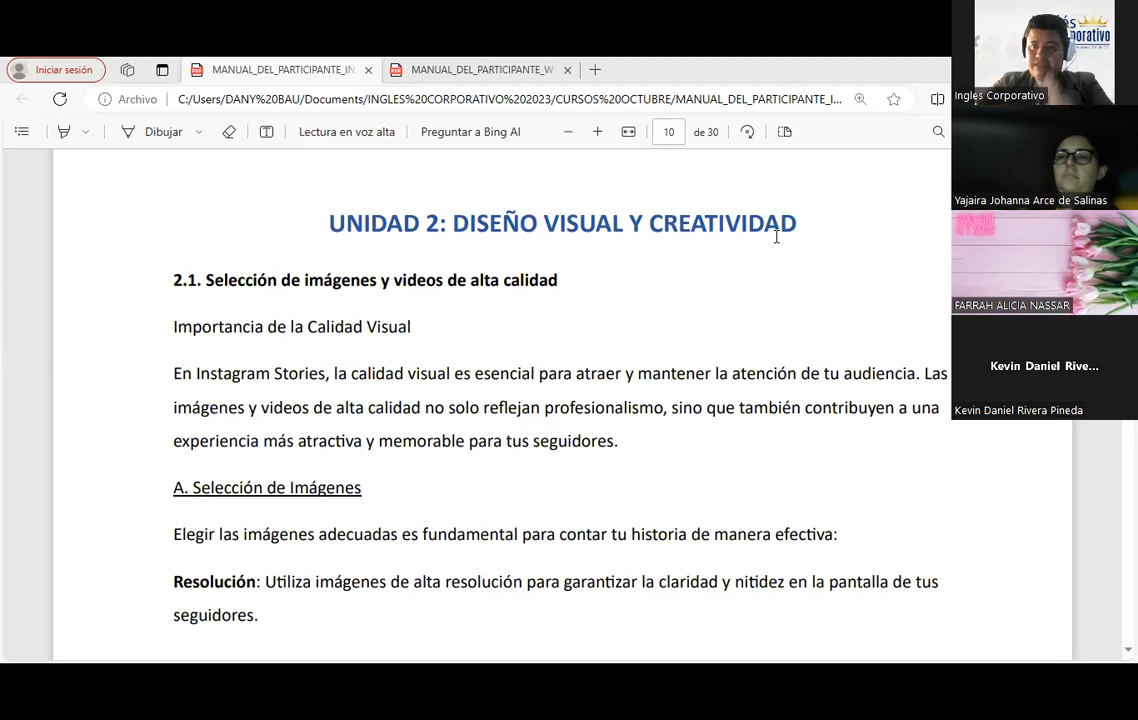 Iniciar sesión
MANUAL_DEL_PARTICIPANTE_IN
MANUAL_DEL_PARTICIPANTE_W
Archivo
C:/Users/DANY%20BAU/Documents/INGLES%20CORPORATIVO%202023/CURSOS%20OCTUBRE/MANUAL_DEL_PARTICIPANTE_I...
Dibujar
Lectura en voz alta
Preguntar a Bing AI
10
de 30
UNIDAD 2: DISEÑO VISUAL Y CREATIVIDAD
2.1. Selección de imágenes y videos de alta calidad
Importancia de la Calidad Visual
En Instagram Stories, la calidad visual es esencial para atraer y mantener la atención de tu audiencia. Las
imágenes y videos de alta calidad no solo reflejan profesionalismo, sino que también contribuyen a una
experiencia más atractiva y memorable para tus seguidores.
A. Selección de Imágenes
Elegir las imágenes adecuadas es fundamental para contar tu historia de manera efectiva:
Resolución: Utiliza imágenes de alta resolución para garantizar la claridad y nitidez en la pantalla de tus
seguidores.
Ingles Corporativo
Yajaira Johanna Arce de Salinas
FARRAH ALICIA NASSAR
Kevin Daniel Rive...
Kevin Daniel Rivera Pineda